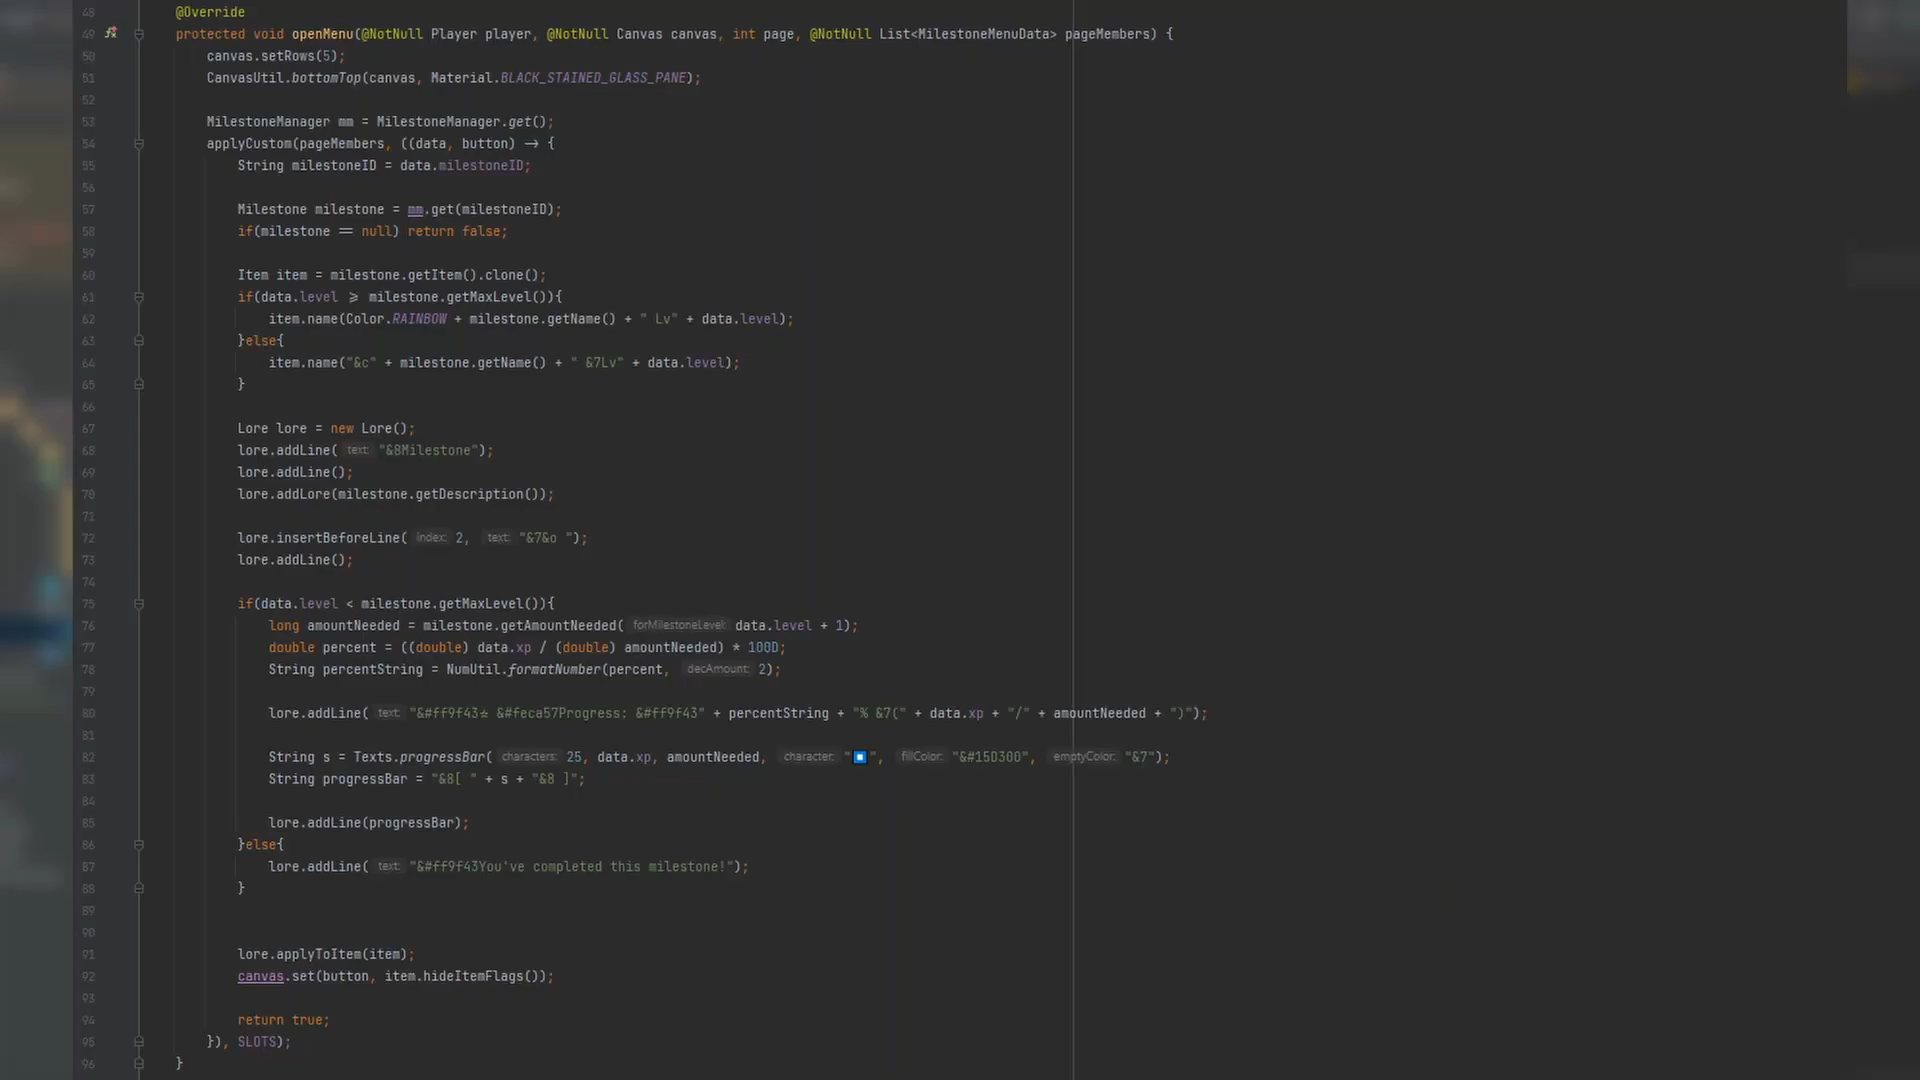 48 @Override
49 protected void openMenu(@NotNull Player player, @NotNull Canvas canvas, int page, @NotNull List<MilestoneMenuData> pageMembers) {
50 canvas.setRows(5);
51 CanvasUtil.bottomTop(canvas, Material.BLACK_STAINED_GLASS_PANE);
52
53 MilestoneManager mm = MilestoneManager.get();
54 applyCustom(pageMembers, ((data, button) → {
55 String milestoneID = data.milestoneID;
56
57 Milestone milestone = mm.get(milestoneID);
58 if(milestone == null) return false;
59
60 Item item = milestone.getItem().clone();
61 if(data.level ⩾ milestone.getMaxLevel()){
62 item.name(Color.RAINBOW + milestone.getName() + " Lv" + data.level);
63 }else{
64 item.name("&c" + milestone.getName() + " &7Lv" + data.level);
65 }
66
67 Lore lore = new Lore();
68 lore.addLine( text: "&8Milestone");
69 lore.addLine();
70 lore.addLore(milestone.getDescription());
71
72 lore.insertBeforeLine( index: 2, text: "&7&o ");
73 lore.addLine();
74
75 if(data.level < milestone.getMaxLevel()){
76 long amountNeeded = milestone.getAmountNeeded( forMilestoneLevel: data.level + 1);
77 double percent = ((double) data.xp / (double) amountNeeded) * 100D;
78 String percentString = NumUtil.formatNumber(percent, decAmount: 2);
79
80 lore.addLine( text: "&#ff9f43☆ &#feca57Progress: &#ff9f43" + percentString + "% &7(" + data.xp + "/" + amountNeeded + ")");
81
82 String s = Texts.progressBar( characters: 25, data.xp, amountNeeded, character: "■", fillColor: "&#15D300", emptyColor: "&7");
83 String progressBar = "&8[ " + s + "&8 ]";
84
85 lore.addLine(progressBar);
86 }else{
87 lore.addLine( text: "&#ff9f43You've completed this milestone!");
88 }
89
90
91 lore.applyToItem(item);
92 canvas.set(button, item.hideItemFlags());
93
94 return true;
95 }), SLOTS);
96 }